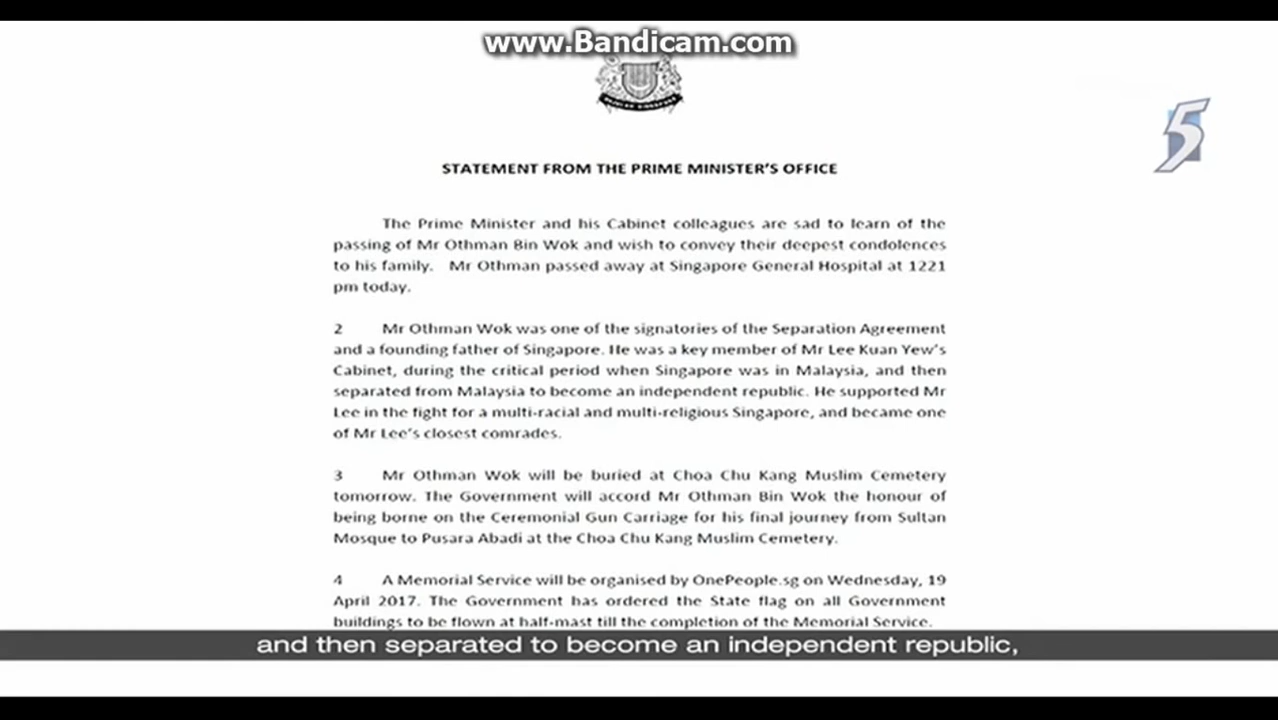 www.Bandicam.com
5
STATEMENT FROM THE PRIME MINISTER'S OFFICE
The Prime Minister and his Cabinet colleagues are sad to learn of the
passing of Mr Othman Bin Wok and wish to convey their deepest condolences
to his family. Mr Othman passed away at Singapore General Hospital at 1221
pm today.
2 Mr Othman Wok was one of the signatories of the Separation Agreement
and a founding father of Singapore. He was a key member of Mr Lee Kuan Yew's
Cabinet, during the critical period when Singapore was in Malaysia, and then
separated from Malaysia to become an independent republic. He supported Mr
Lee in the fight for a multi-racial and multi-religious Singapore, and became one
of Mr Lee's closest comrades.
3 Mr Othman Wok will be buried at Choa Chu Kang Muslim Cemetery
tomorrow. The Government will accord Mr Othman Bin Wok the honour of
being borne on the Ceremonial Gun Carriage for his final journey from Sultan
Mosque to Pusara Abadi at the Choa Chu Kang Muslim Cemetery.
4 A Memorial Service will be organised by OnePeople.sg on Wednesday, 19
April 2017. The Government has ordered the State flag on all Government
buildings to be flown at half-mast till the completion of the Memorial Service.
and then separated to become an independent republic,